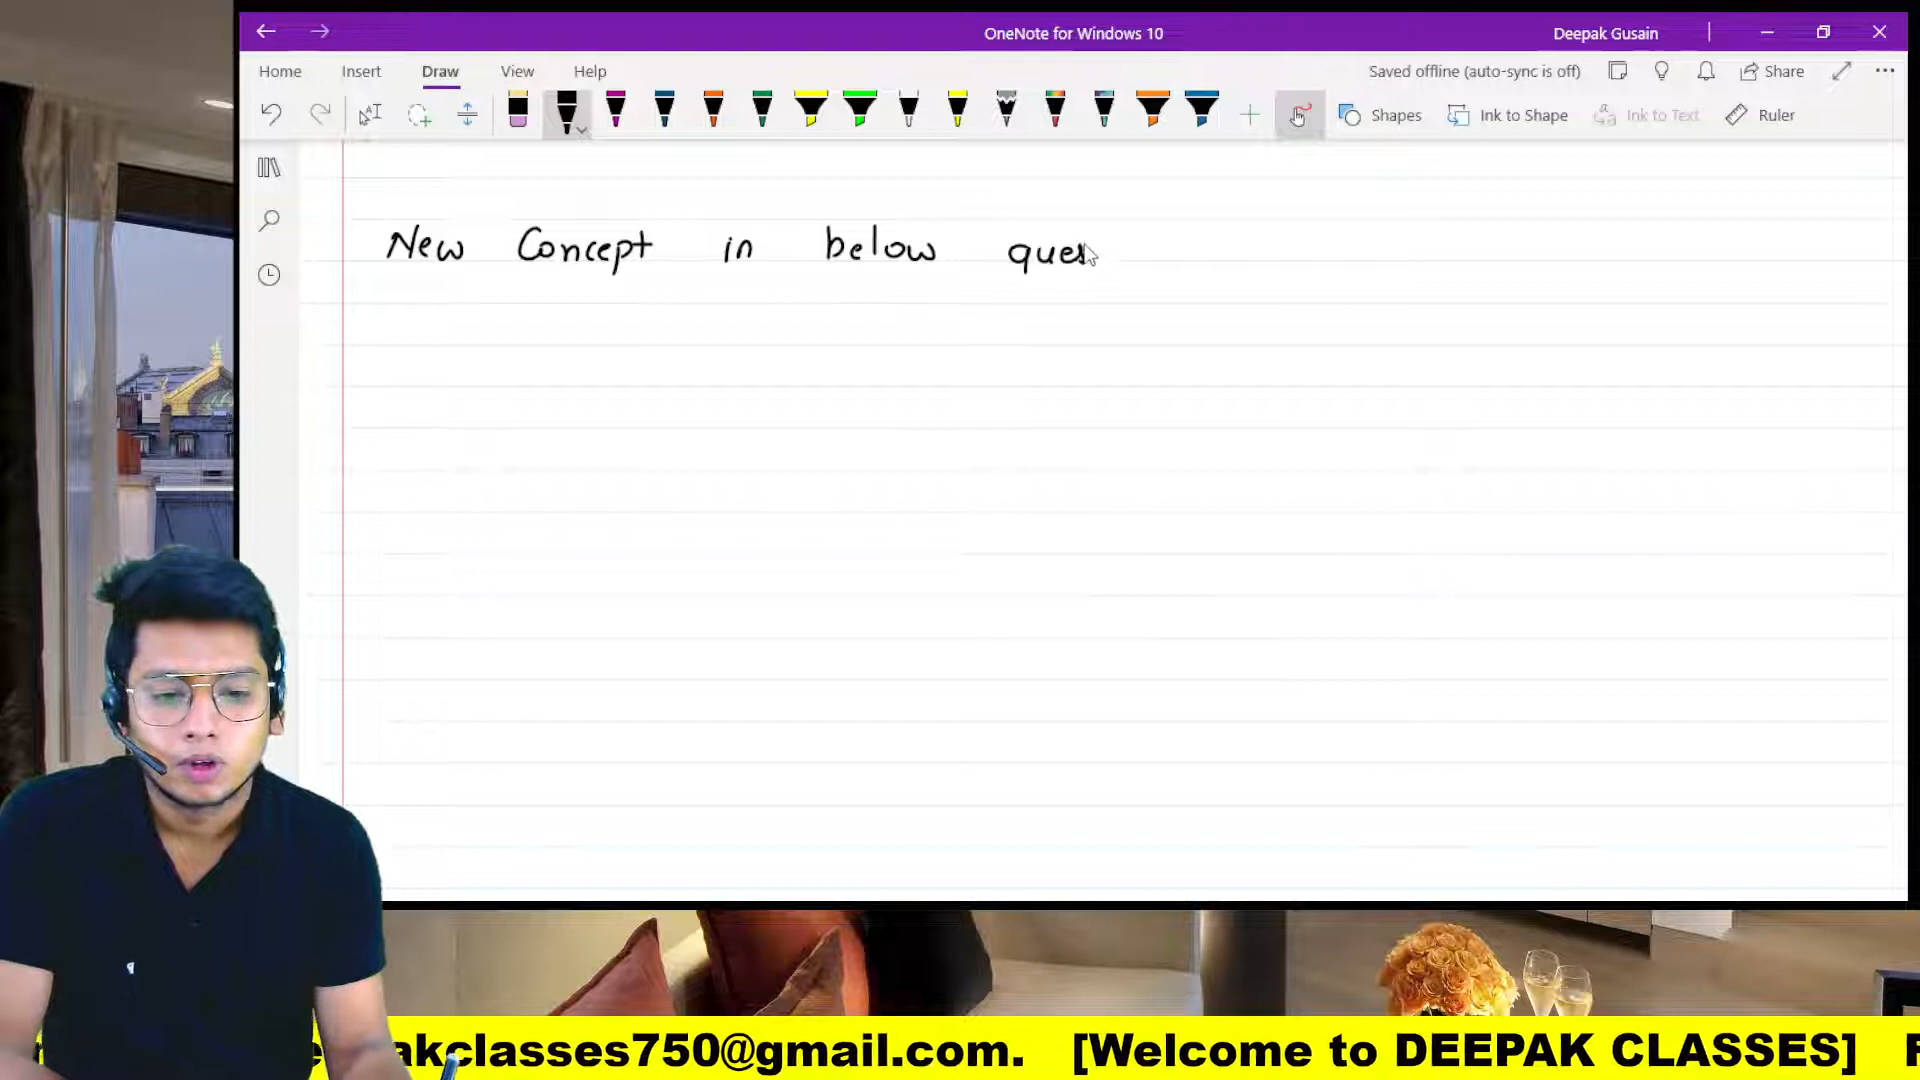 OneNote for Windows 10
Deepak Gusain
Home Insert Draw View Help
Saved offline (auto-sync is off)
Share
Shapes
Ink to Shape
Ink to Text
Ruler
New Concept in below ques
akclasses750@gmail.com. [Welcome to DEEPAK CLASSES] F